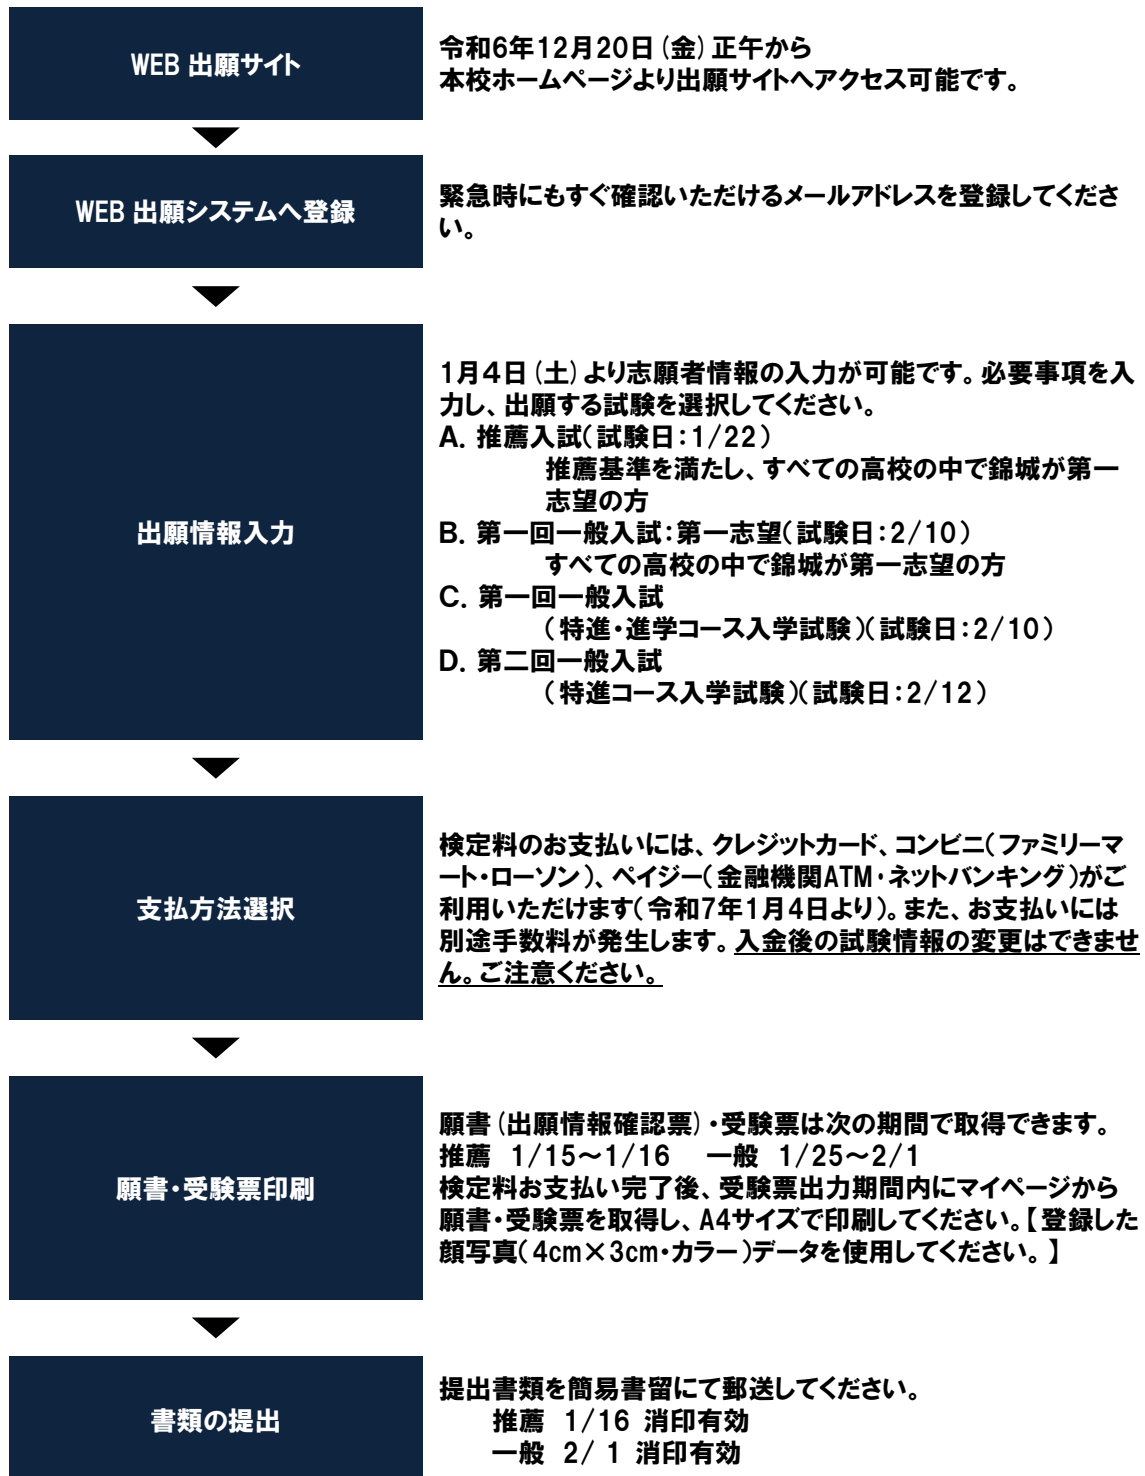 WEB 出願サイト
令和6年12月20日(金)正午から
本校ホームページより出願サイトへアクセス可能です。
WEB 出願システムへ登録
緊急時にもすぐ確認いただけるメールアドレスを登録してくださ
い。
出願情報入力
1月4日(土)より志願者情報の入力が可能です。必要事項を入
力し、出願する試験を選択してください。
A. 推薦入試(試験日:1/22)
推薦基準を満たし、すべての高校の中で錦城が第一
志望の方
B. 第一回一般入試:第一志望(試験日:2/10)
すべての高校の中で錦城が第一志望の方
C. 第一回一般入試
(特進・進学コース入学試験)(試験日:2/10)
D. 第二回一般入試
(特進コース入学試験)(試験日:2/12)
支払方法選択
検定料のお支払いには、クレジットカード、コンビニ(ファミリーマ
ート・ローソン)、ペイジー(金融機関ATM・ネットバンキング)がご
利用いただけます(令和7年1月4日より)。また、お支払いには
別途手数料が発生します。入金後の試験情報の変更はできませ
ん。ご注意ください。
願書・受験票印刷
願書(出願情報確認票)・受験票は次の期間で取得できます。
推薦 1/15～1/16 一般 1/25～2/1
検定料お支払い完了後、受験票出力期間内にマイページから
願書・受験票を取得し、A4サイズで印刷してください。【登録した
顔写真(4cm×3cm・カラー)データを使用してください。】
書類の提出
提出書類を簡易書留にて郵送してください。
推薦 1/16 消印有効
一般 2/ 1 消印有効